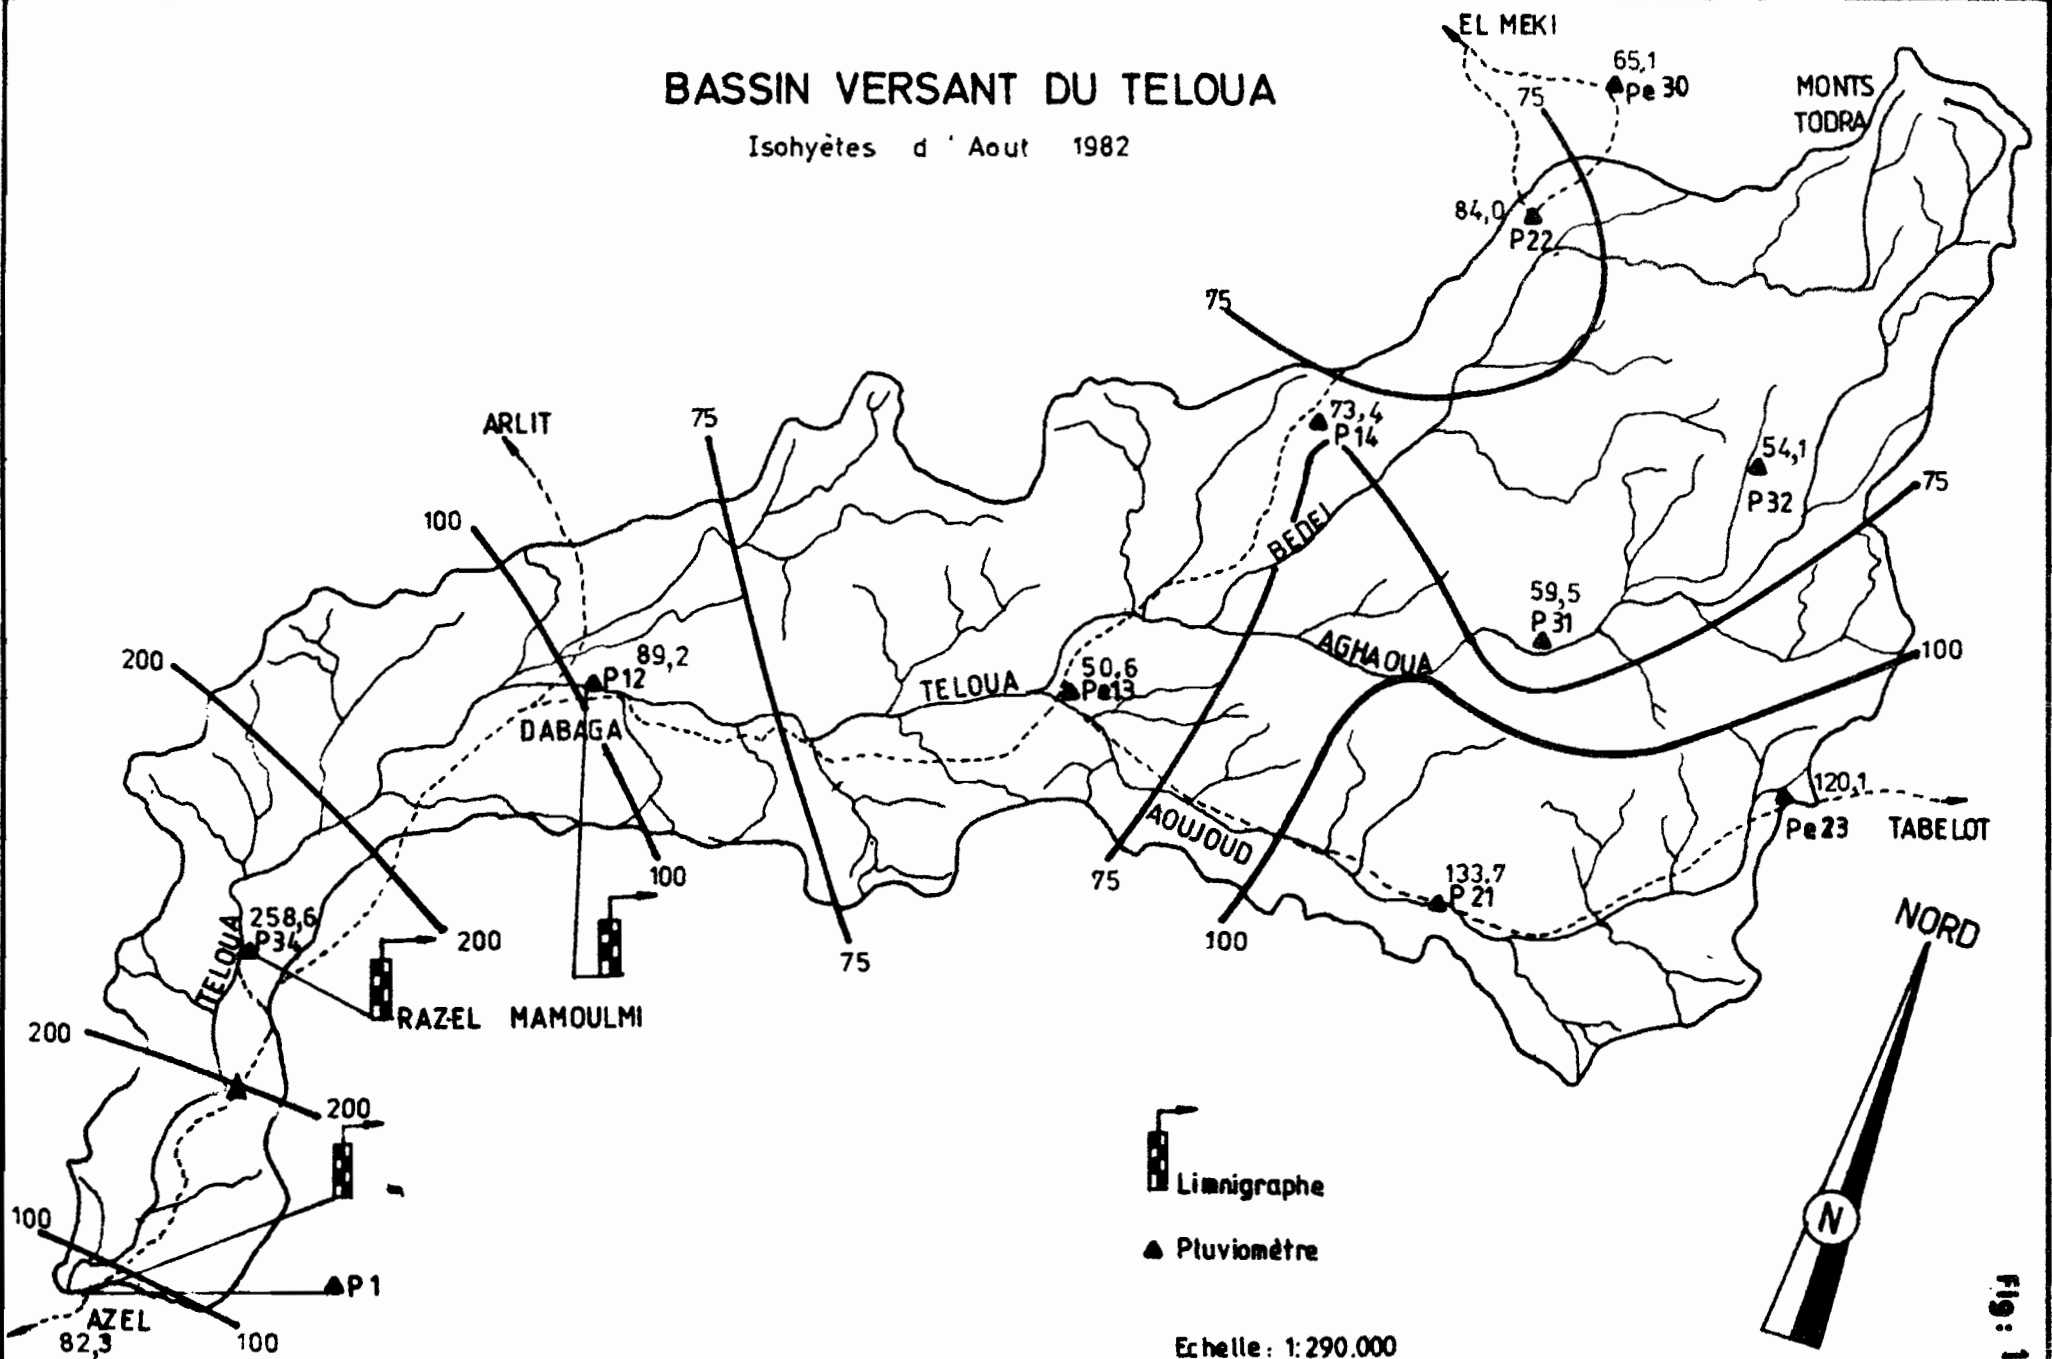 EL MEKI
65,1
Pe 30
75
BASSIN VERSANT DU TELOUA
Isohyètes d'Aout 1982
MONTS
TODRA
84,0
P22
75
73,4
P14
ARLIT
75
54,1
P32
75
100
BEDEL
59,5
P31
AGHAOUA
100
200
89,2
P12
TELOUA
50,6
Pe13
DABAGA
120,1
Pe23
TABELOT
AOUJOUD
75
100
133,7
P21
100
NORD
TELOUA
258,6
P34
200
75
RAZEL MAMOULMI
200
200
Limnigraphe
100
Pluviomètre
N
P1
AZEL
82,3
100
Echelle: 1:290.000
Fig: 1